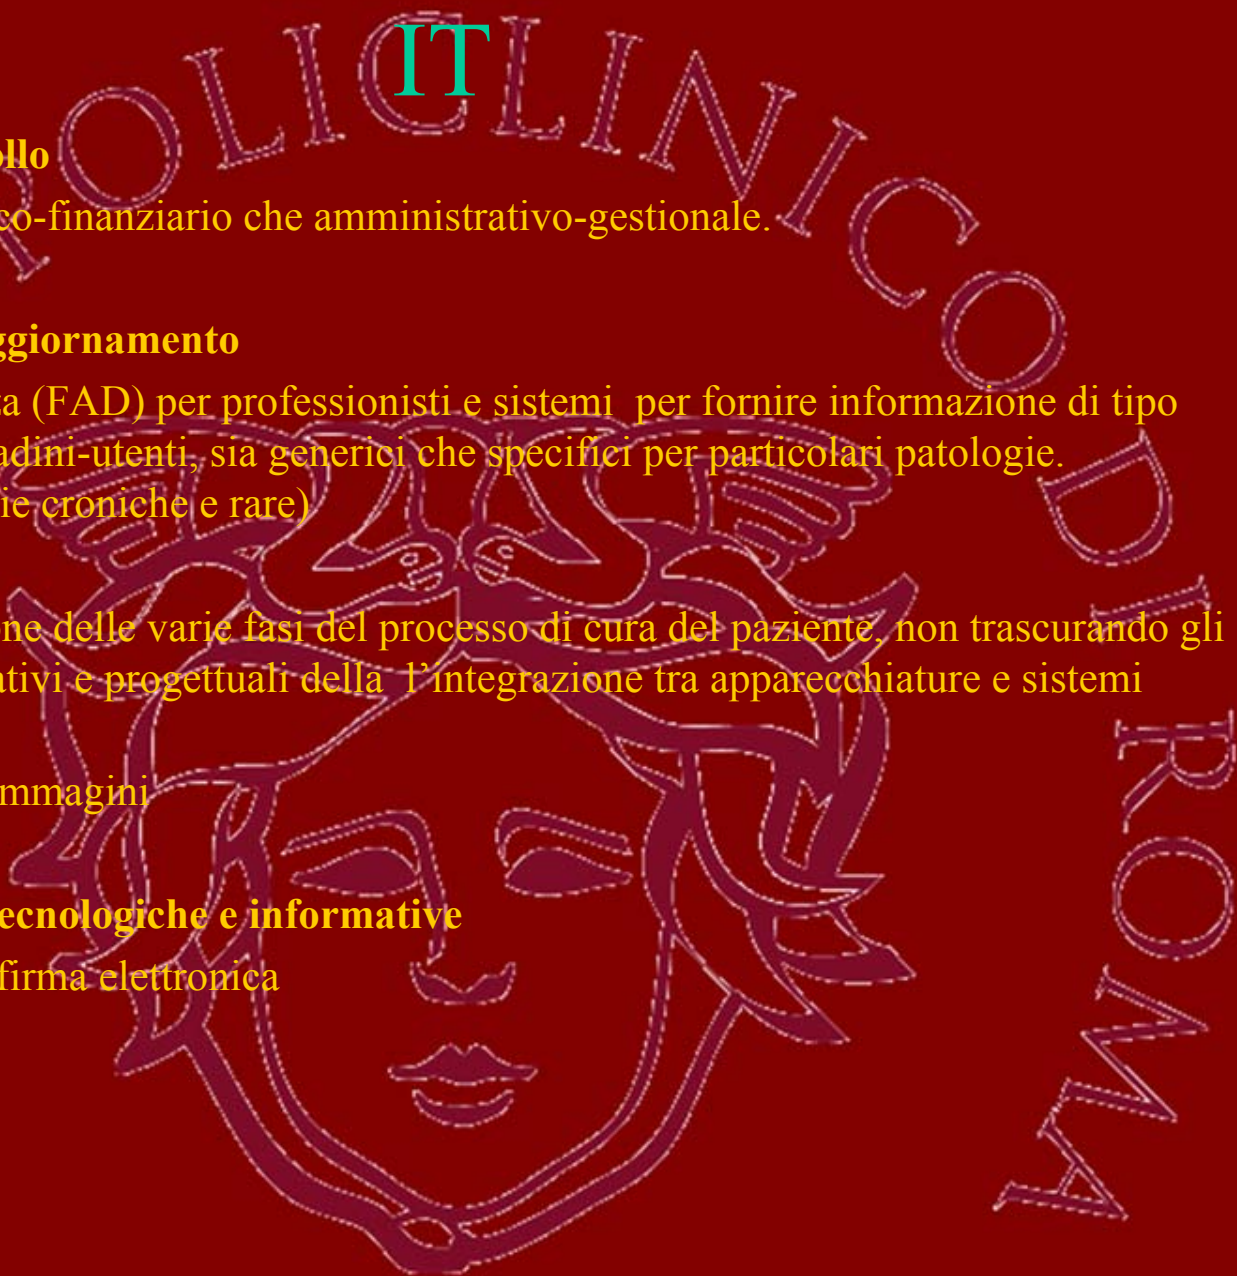 POLICLINICO DI ROMA
IT
ollo
co-finanziario che amministrativo-gestionale.
ggiornamento
za (FAD) per professionisti e sistemi per fornire informazione di tipo
adini-utenti, sia generici che specifici per particolari patologie.
ie croniche e rare)
one delle varie fasi del processo di cura del paziente, non trascurando gli
ativi e progettuali della l'integrazione tra apparecchiature e sistemi
mmagini
ecnologiche e informative
firma elettronica